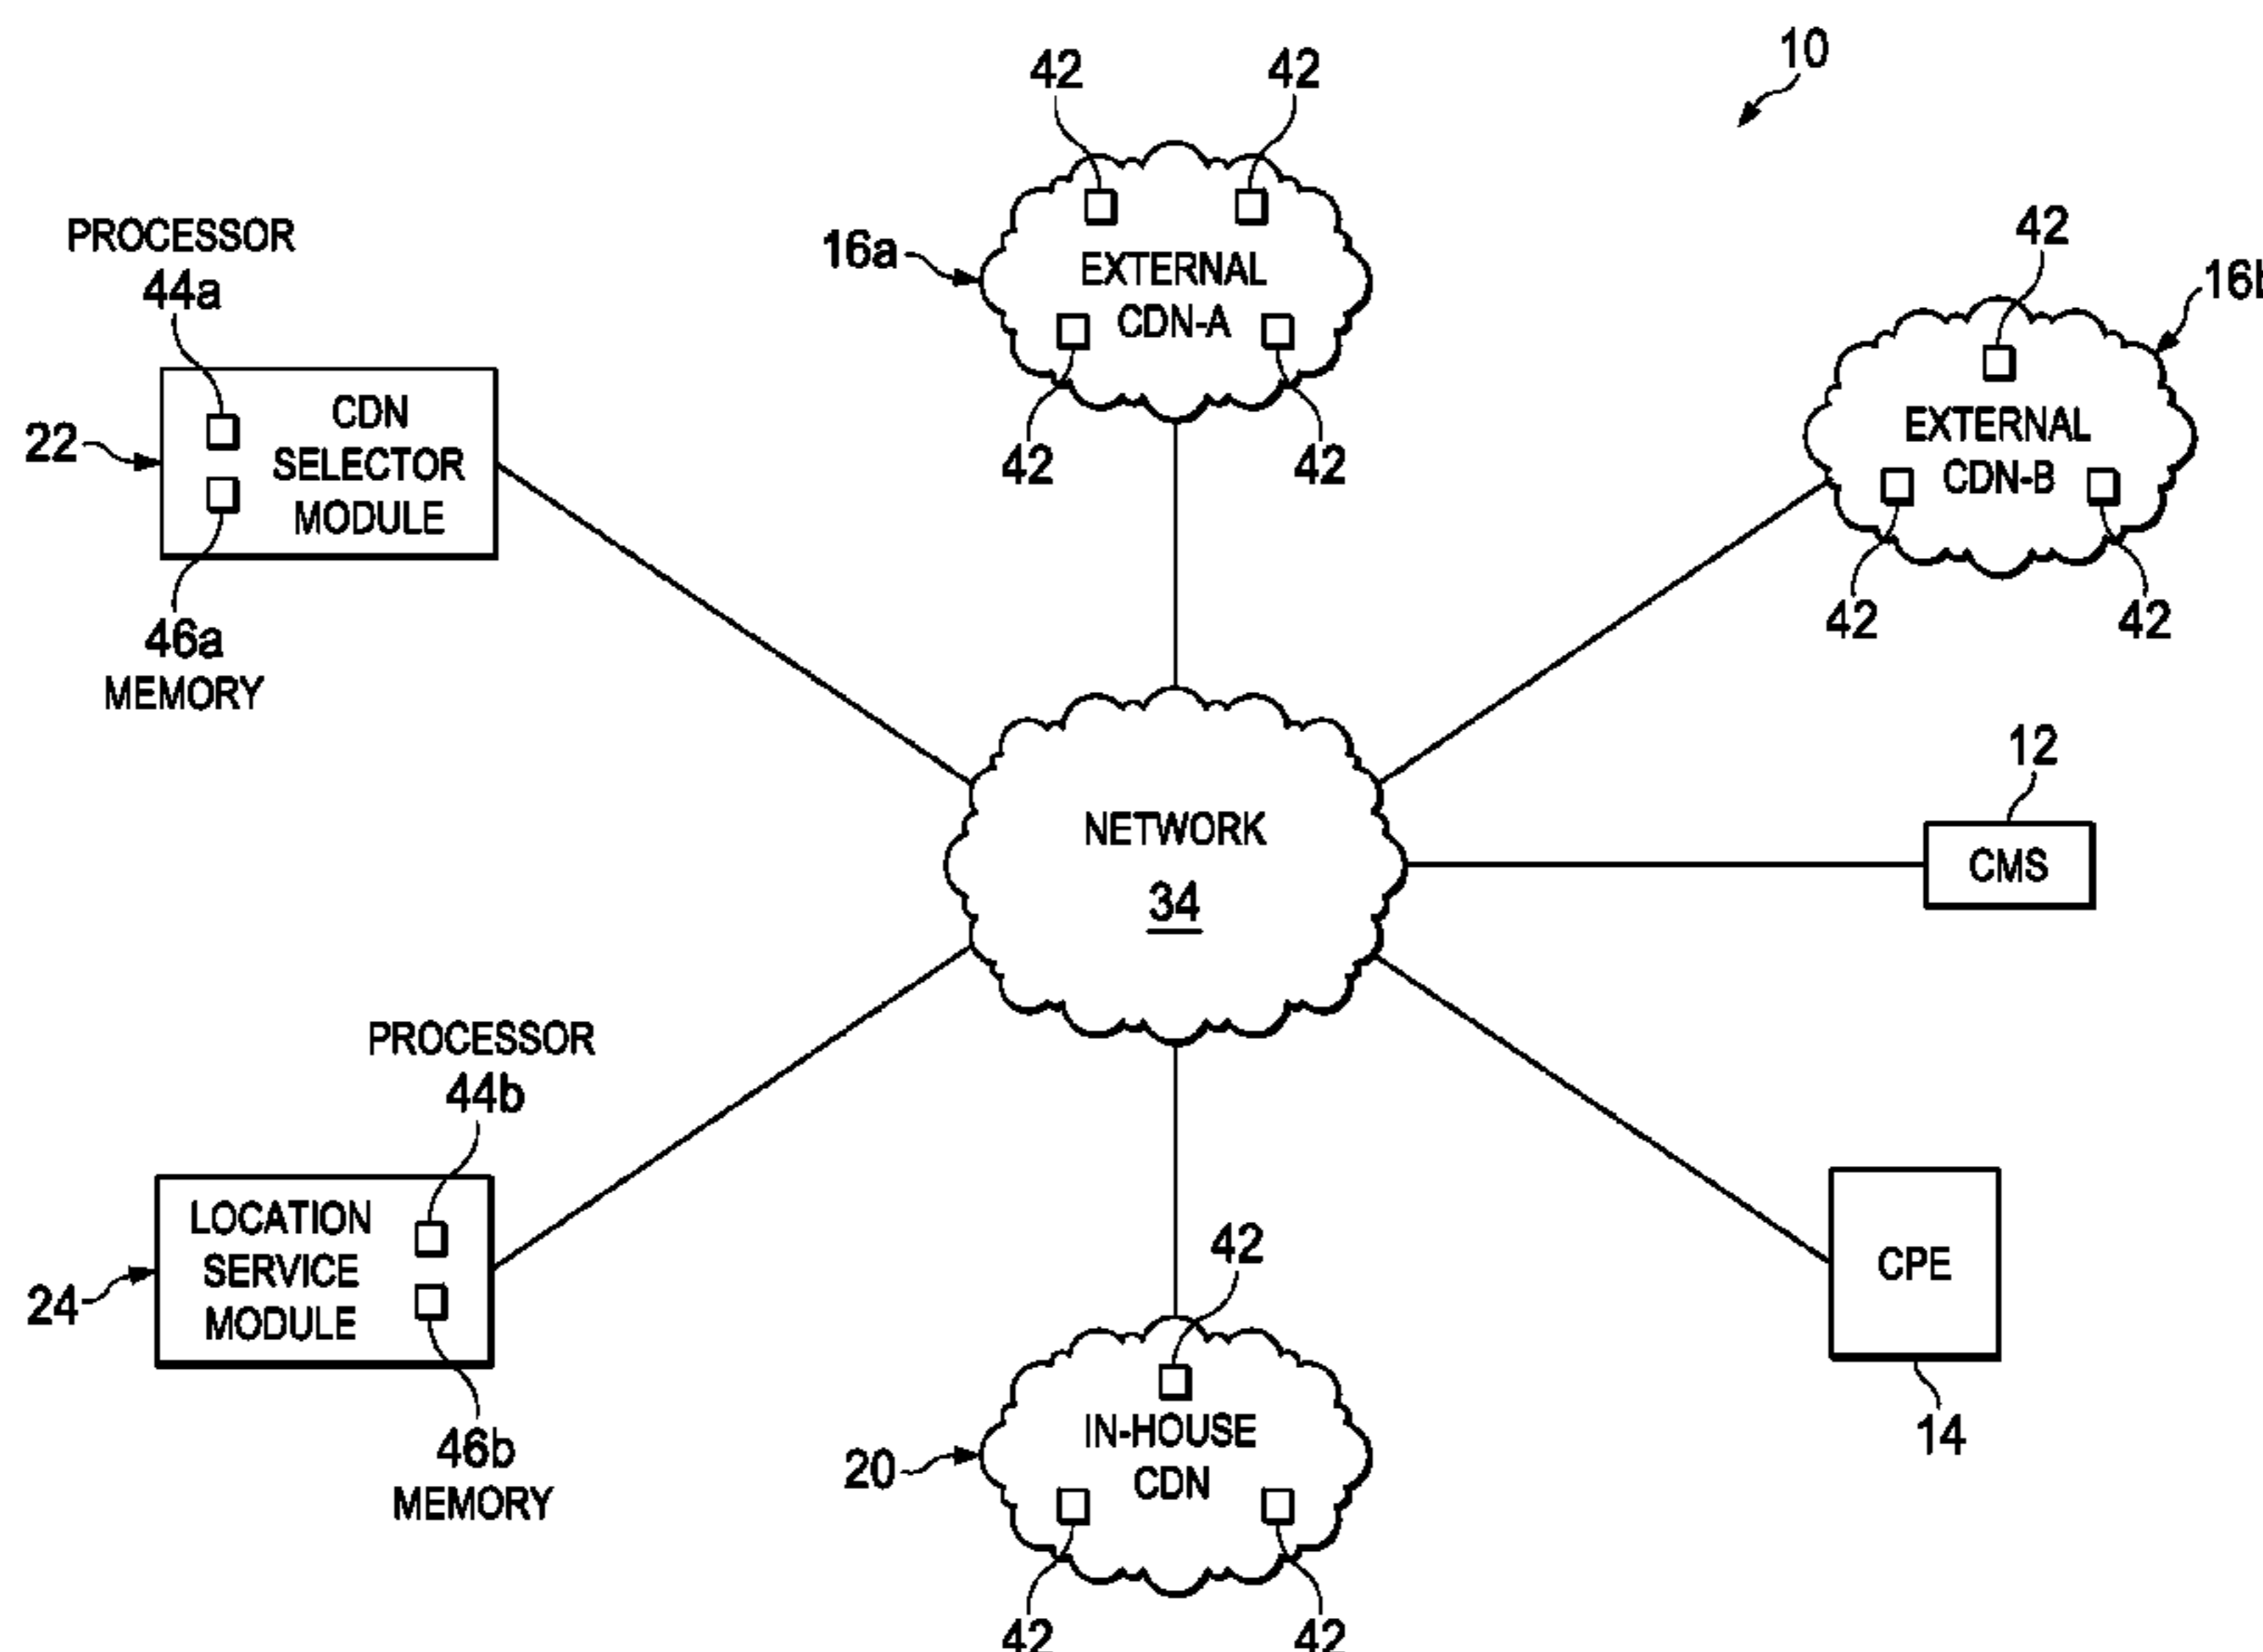 10
42 42
16a
EXTERNAL
CDN-A
42 42
PROCESSOR
44a
22
CDN
SELECTOR
MODULE
46a
MEMORY
42
16b
EXTERNAL
CDN-B
42 42
NETWORK
34
12
CMS
PROCESSOR
44b
24
LOCATION
SERVICE
MODULE
46b
MEMORY
42
20
IN-HOUSE
CDN
42 42
CPE
14